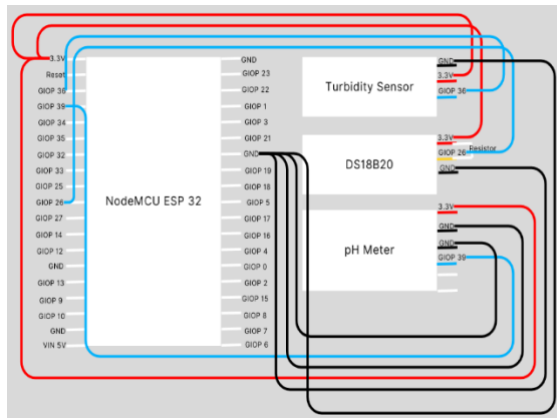 3.3V
Reset
GIOP 36
GIOP 39
GIOP 34
GIOP 35
GIOP 32
GIOP 33
GIOP 25
GIOP 26
GIOP 27
GIOP 14
GIOP 12
GND
GIOP 13
GIOP 9
GIOP 10
GND
VIN 5V
NodeMCU ESP 32
GND
GIOP 23
GIOP 22
GIOP 1
GIOP 3
GIOP 21
GND
GIOP 19
GIOP 18
GIOP 5
GIOP 17
GIOP 16
GIOP 4
GIOP 0
GIOP 2
GIOP 15
GIOP 8
GIOP 7
GIOP 6
Turbidity Sensor
GND
3.3V
GIOP 36
DS18B20
3.3V
GIOP 26
Resistor
GND
pH Meter
3.3V
GND
GND
GIOP 39